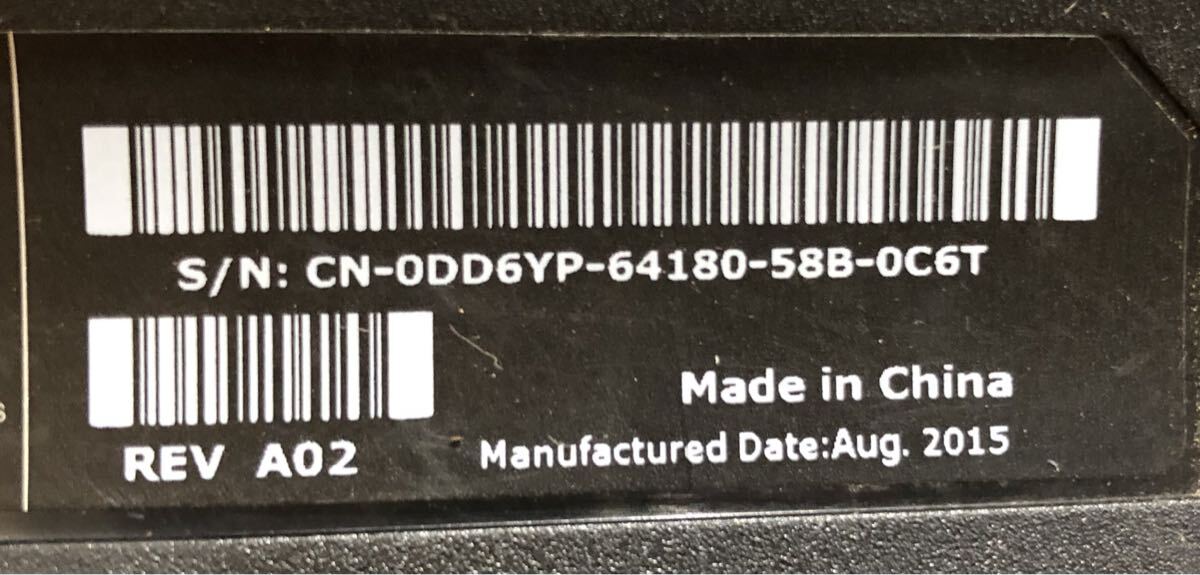 S/N: CN-0DD6YP-64180-58B-0C6T
REV A02
Made in China
Manufactured Date:Aug. 2015